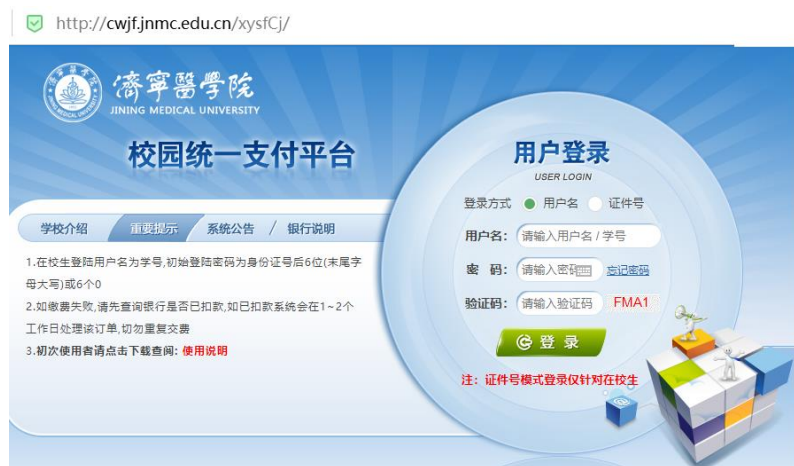 http://cwjf.jnmc.edu.cn/xysfCj/
濟寧醫學院
JINING MEDICAL UNIVERSITY
校园统一支付平台
学校介绍 重要提示 系统公告 / 银行说明
1.在校生登陆用户名为学号,初始登陆密码为身份证号后6位(末尾字
母大写)或6个0
2.如缴费失败,请先查询银行是否已扣款,如已扣款系统会在1~2个
工作日处理该订单,切勿重复交费
3.初次使用者请点击下载查阅: 使用说明
用户登录
USER LOGIN
登录方式 用户名 证件号
用户名: 请输入用户名 / 学号
密 码: 请输入密码 忘记密码
验证码: 请输入验证码 FMA1
登 录
注：证件号模式登录仅针对在校生